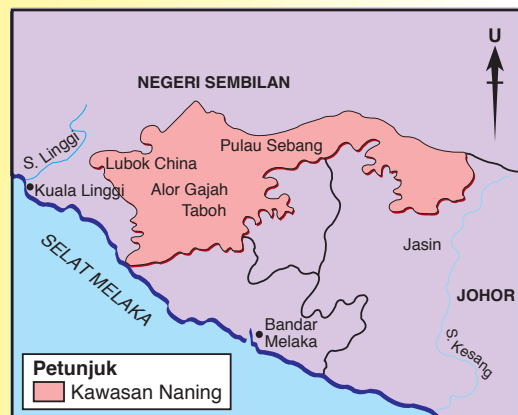 U
NEGERI SEMBILAN
S. Linggi
Pulau Sebang
Lubok China
Kuala Linggi
Alor Gajah
Taboh
Jasin
SELAT MELAKA
JOHOR
Bandar
Melaka
S. Kesang
Petunjuk
Kawasan Naning